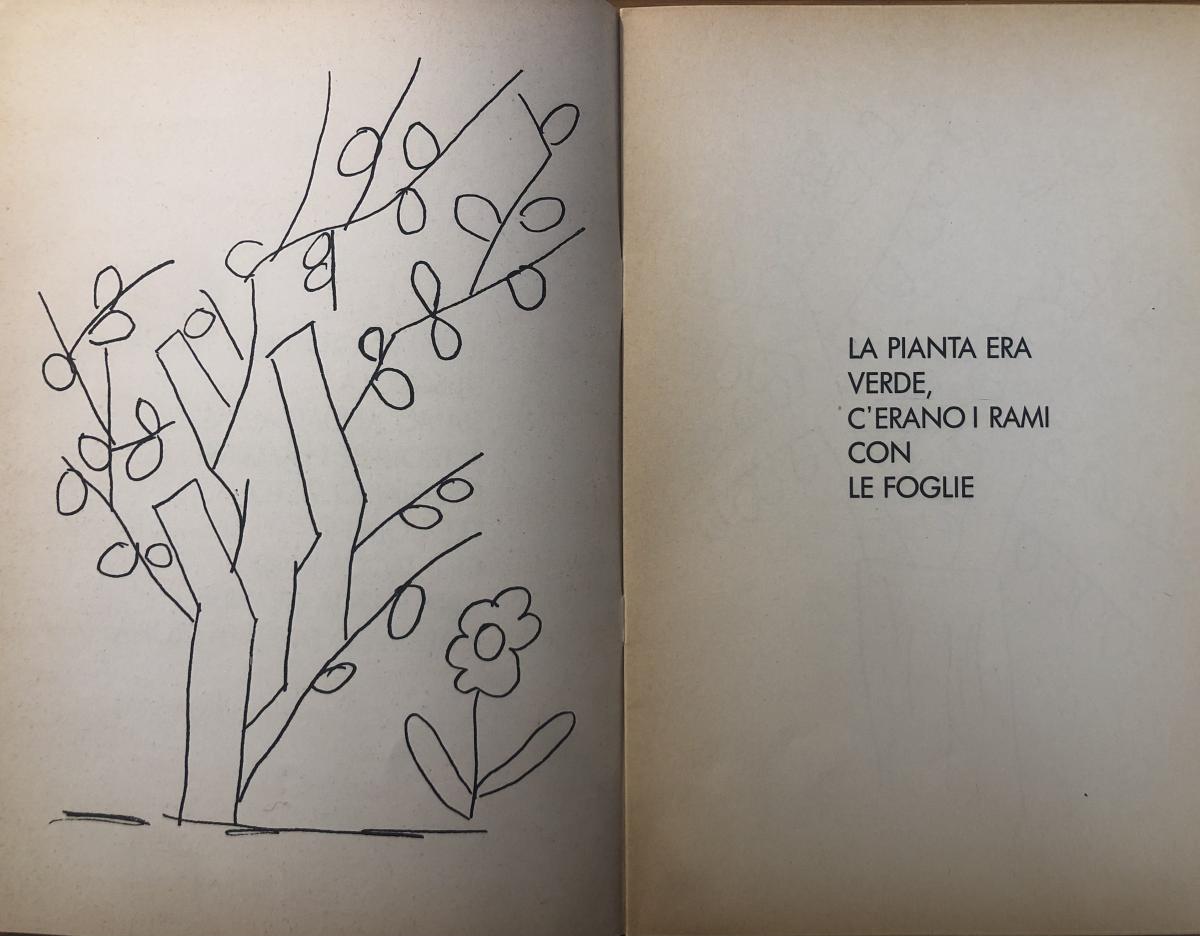 LA PIANTA ERA
VERDE,
C'ERANO I RAMI
CON
LE FOGLIE